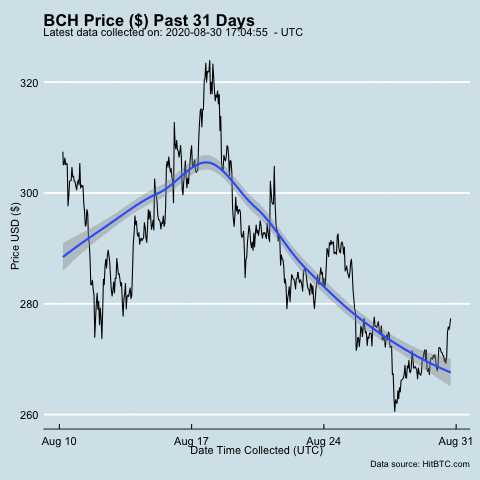 BCH Price ($) Past 31 Days
Latest data collected on: 2020-08-30 17:04:55 - UTC
Price USD ($)
320
300
280
260
Aug 10
Aug 17
Aug 24
Aug 31
Date Time Collected (UTC)
Data source: HitBTC.com